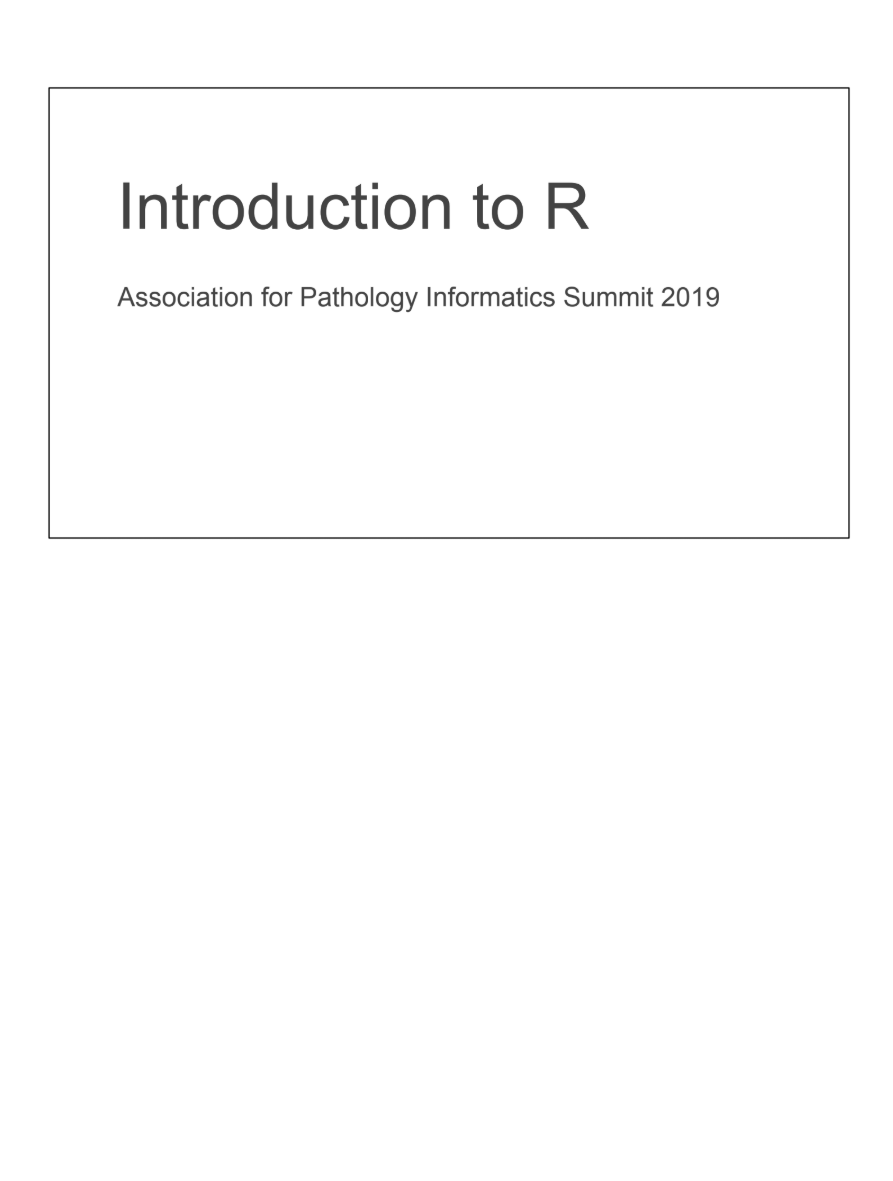 Introduction to R
Association for Pathology Informatics Summit 2019